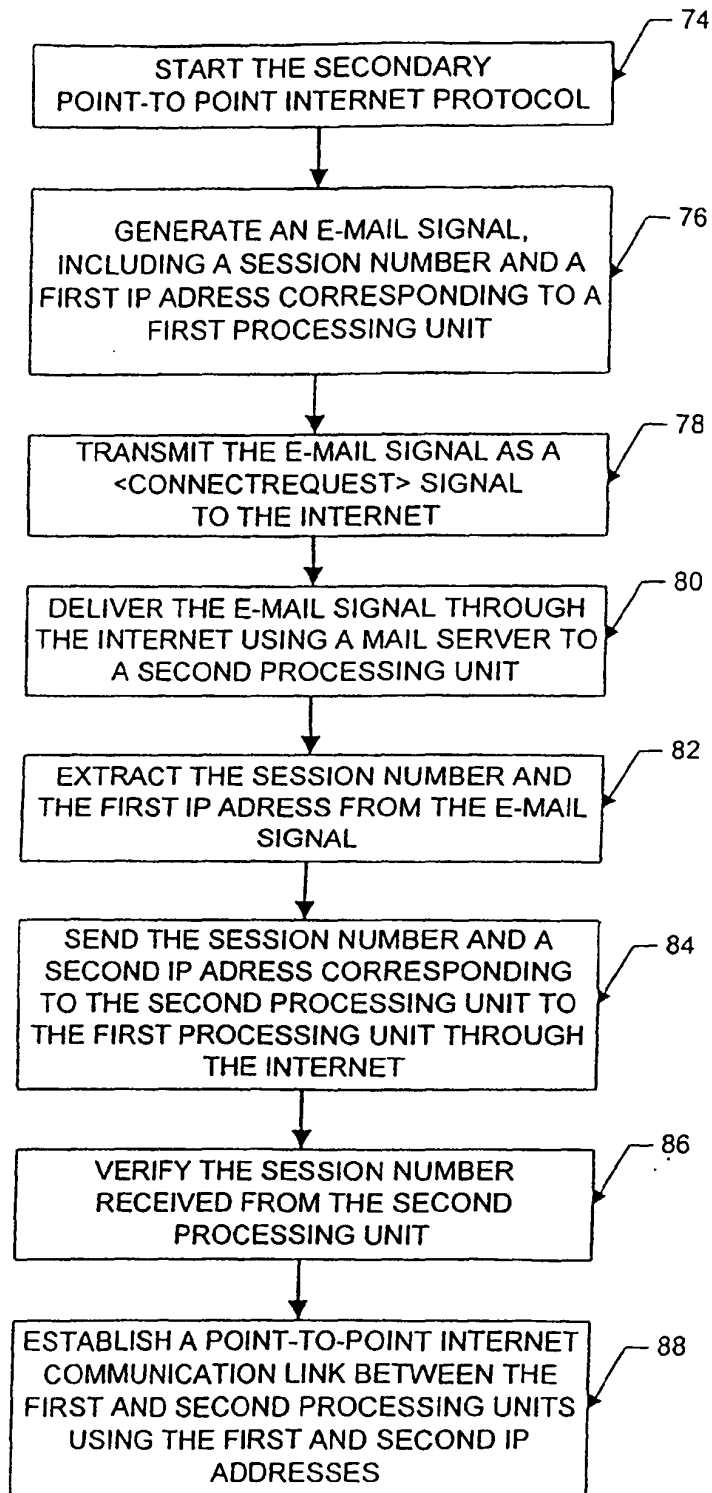 74
START THE SECONDARY
POINT-TO POINT INTERNET PROTOCOL
76
GENERATE AN E-MAIL SIGNAL,
INCLUDING A SESSION NUMBER AND A
FIRST IP ADRESS CORRESPONDING TO A
FIRST PROCESSING UNIT
78
TRANSMIT THE E-MAIL SIGNAL AS A
<CONNECTREQUEST> SIGNAL
TO THE INTERNET
80
DELIVER THE E-MAIL SIGNAL THROUGH
THE INTERNET USING A MAIL SERVER TO
A SECOND PROCESSING UNIT
82
EXTRACT THE SESSION NUMBER AND
THE FIRST IP ADRESS FROM THE E-MAIL
SIGNAL
84
SEND THE SESSION NUMBER AND A
SECOND IP ADRESS CORRESPONDING
TO THE SECOND PROCESSING UNIT TO
THE FIRST PROCESSING UNIT THROUGH
THE INTERNET
86
VERIFY THE SESSION NUMBER
RECEIVED FROM THE SECOND
PROCESSING UNIT
88
ESTABLISH A POINT-TO-POINT INTERNET
COMMUNICATION LINK BETWEEN THE
FIRST AND SECOND PROCESSING UNITS
USING THE FIRST AND SECOND IP
ADDRESSES